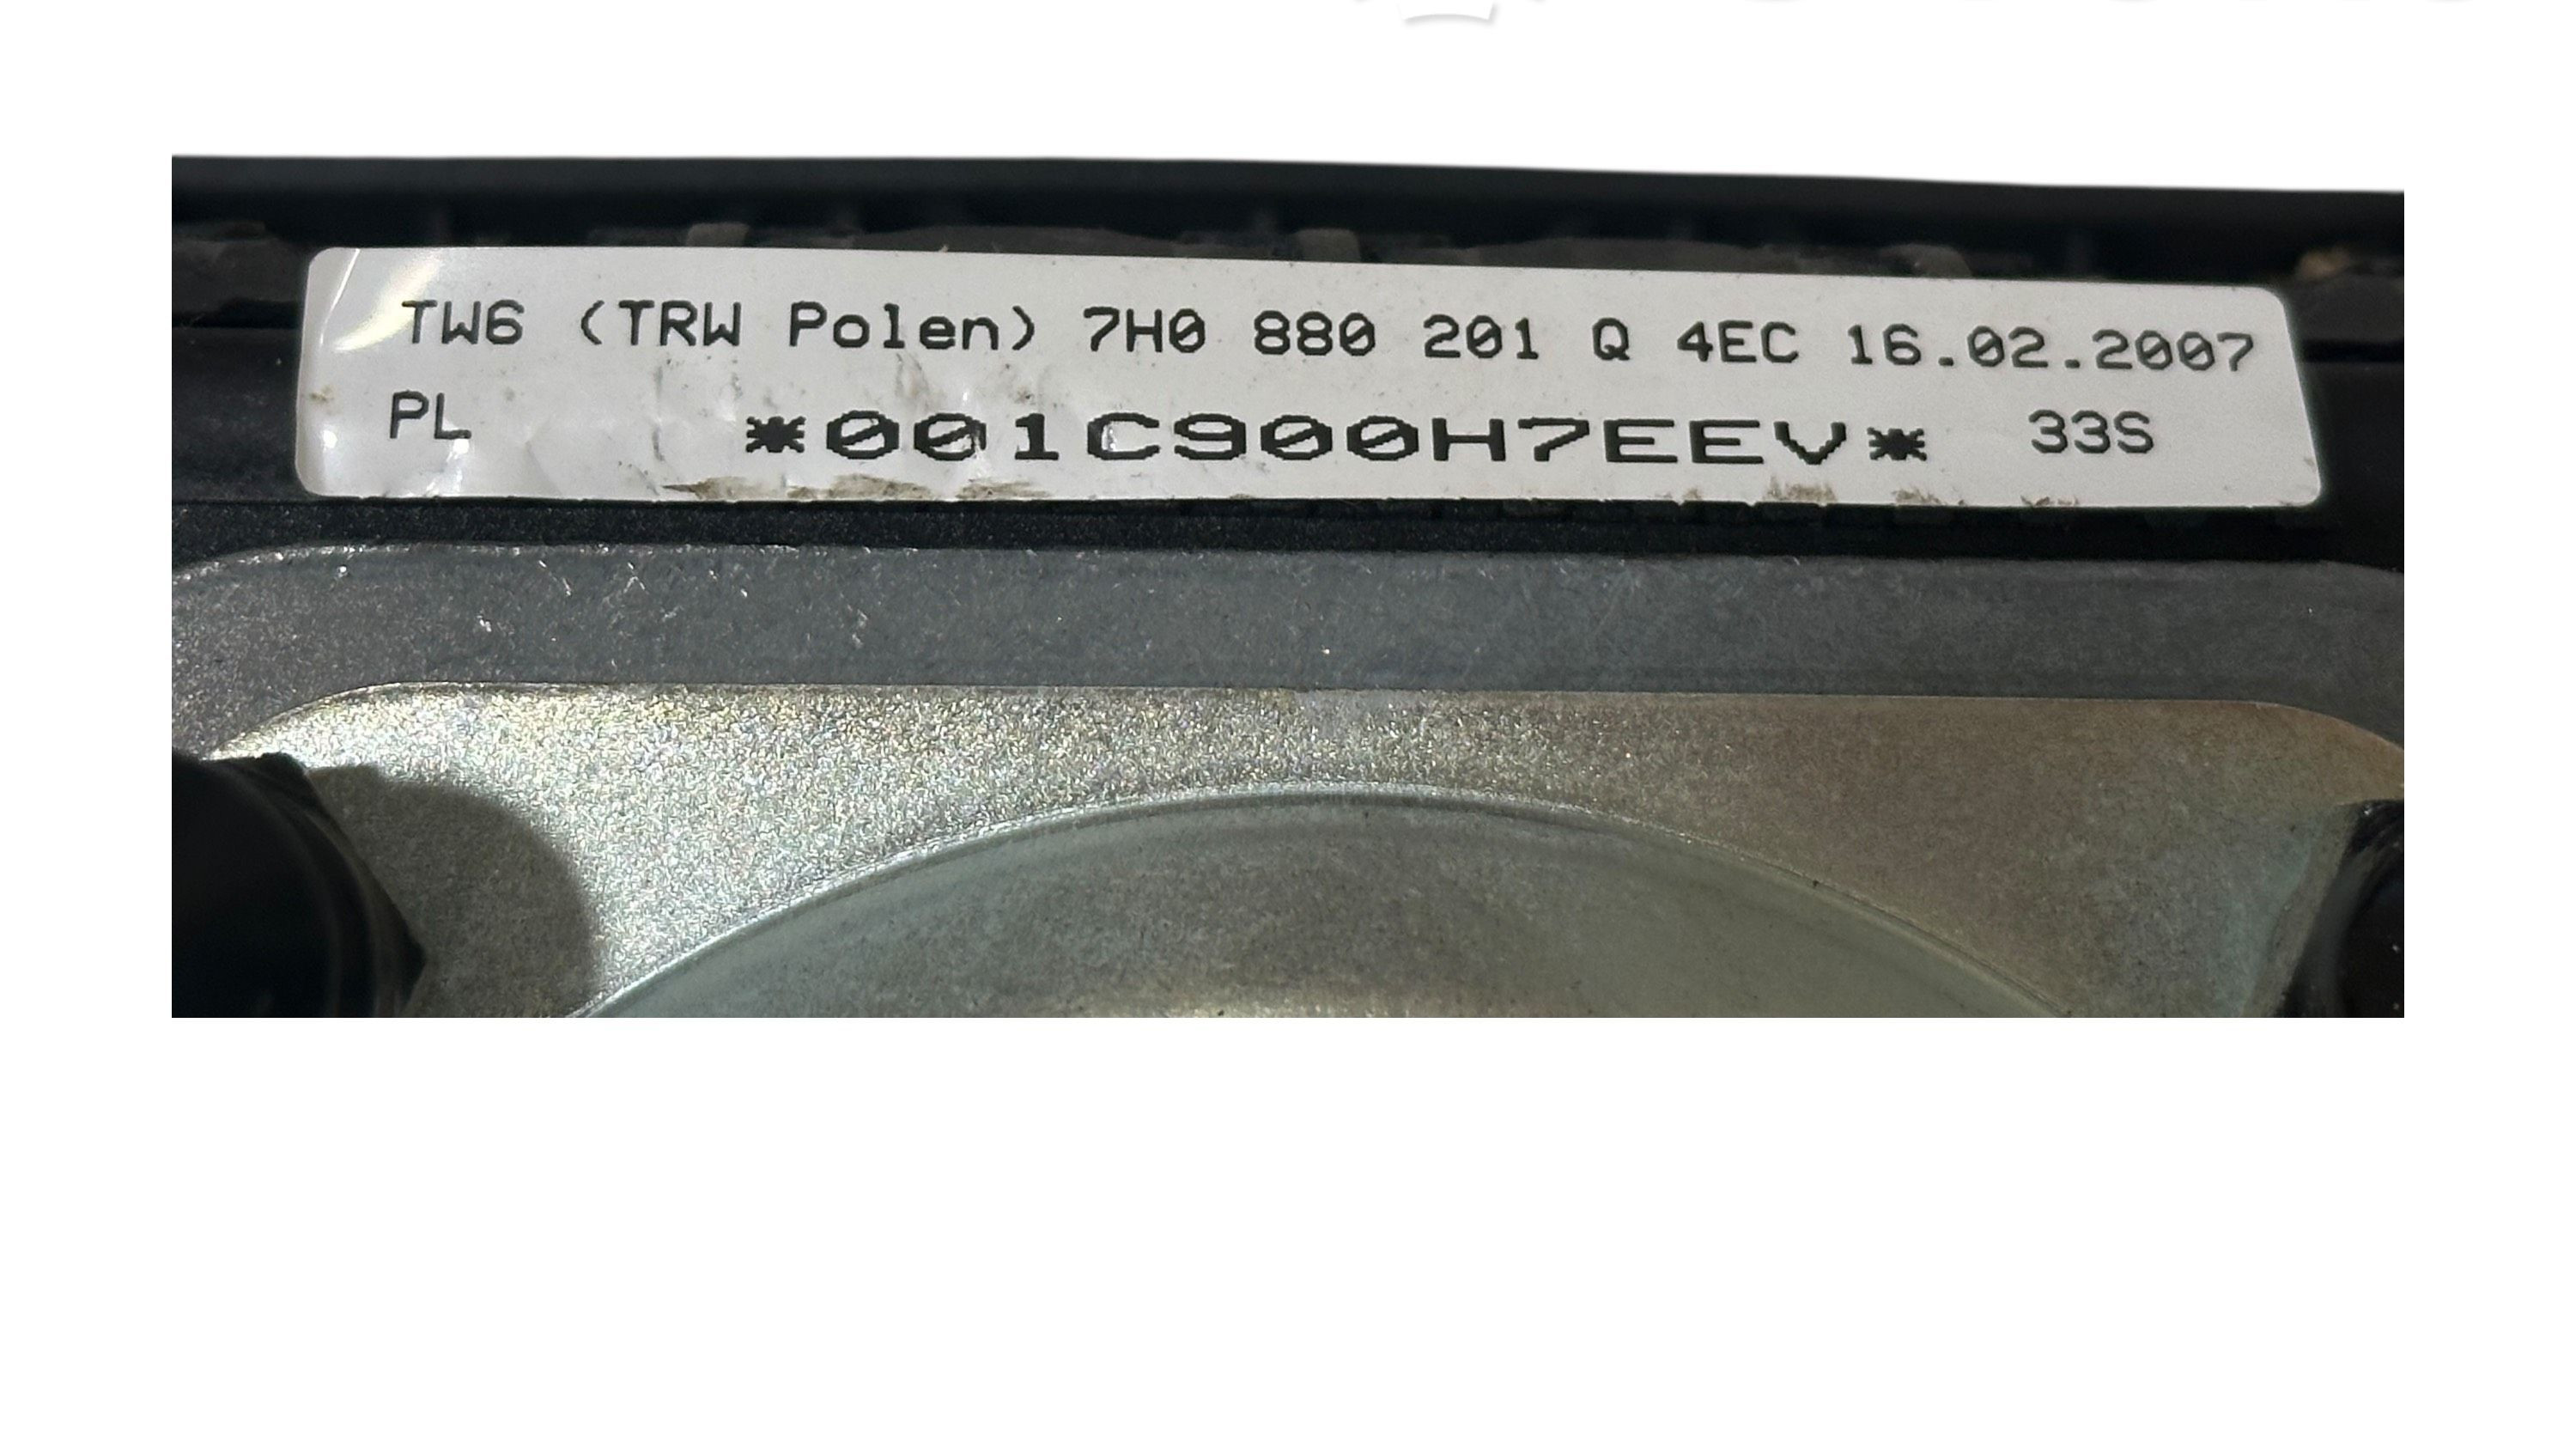 TW6 (TRW Polen) 7H0 880 201 Q 4EC 16.02.2007
PL *001C900H7EEV* 33S